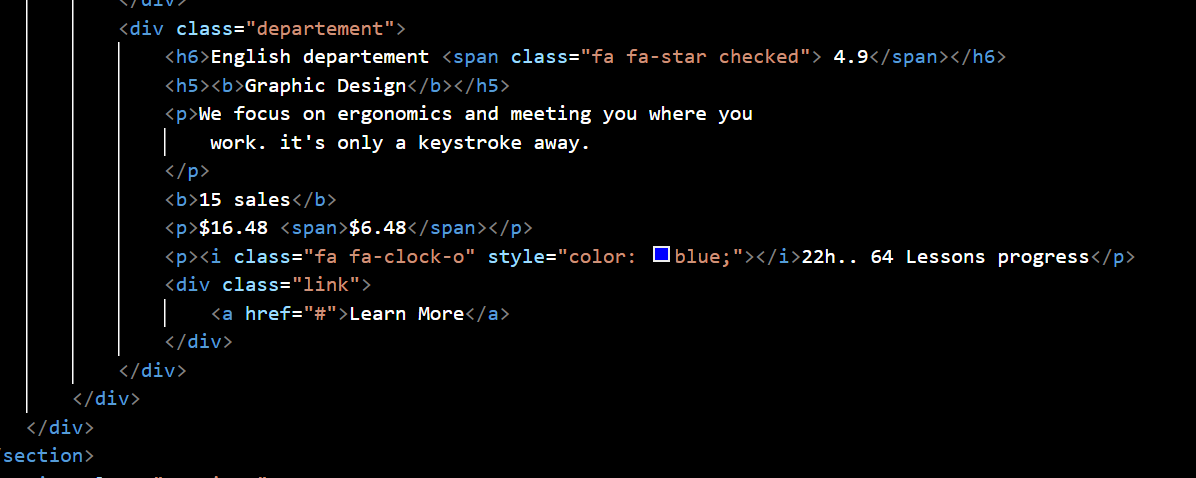 </div>
<div class="departement">
<h6>English departement <span class="fa fa-star checked"> 4.9</span></h6>
<h5><b>Graphic Design</b></h5>
<p>We focus on ergonomics and meeting you where you
work. it's only a keystroke away.
</p>
<b>15 sales</b>
<p>$16.48 <span>$6.48</span></p>
<p><i class="fa fa-clock-o" style="color: blue;"></i>22h.. 64 Lessons progress</p>
<div class="link">
<a href="#">Learn More</a>
</div>
</div>
</div>
</div>
/section>